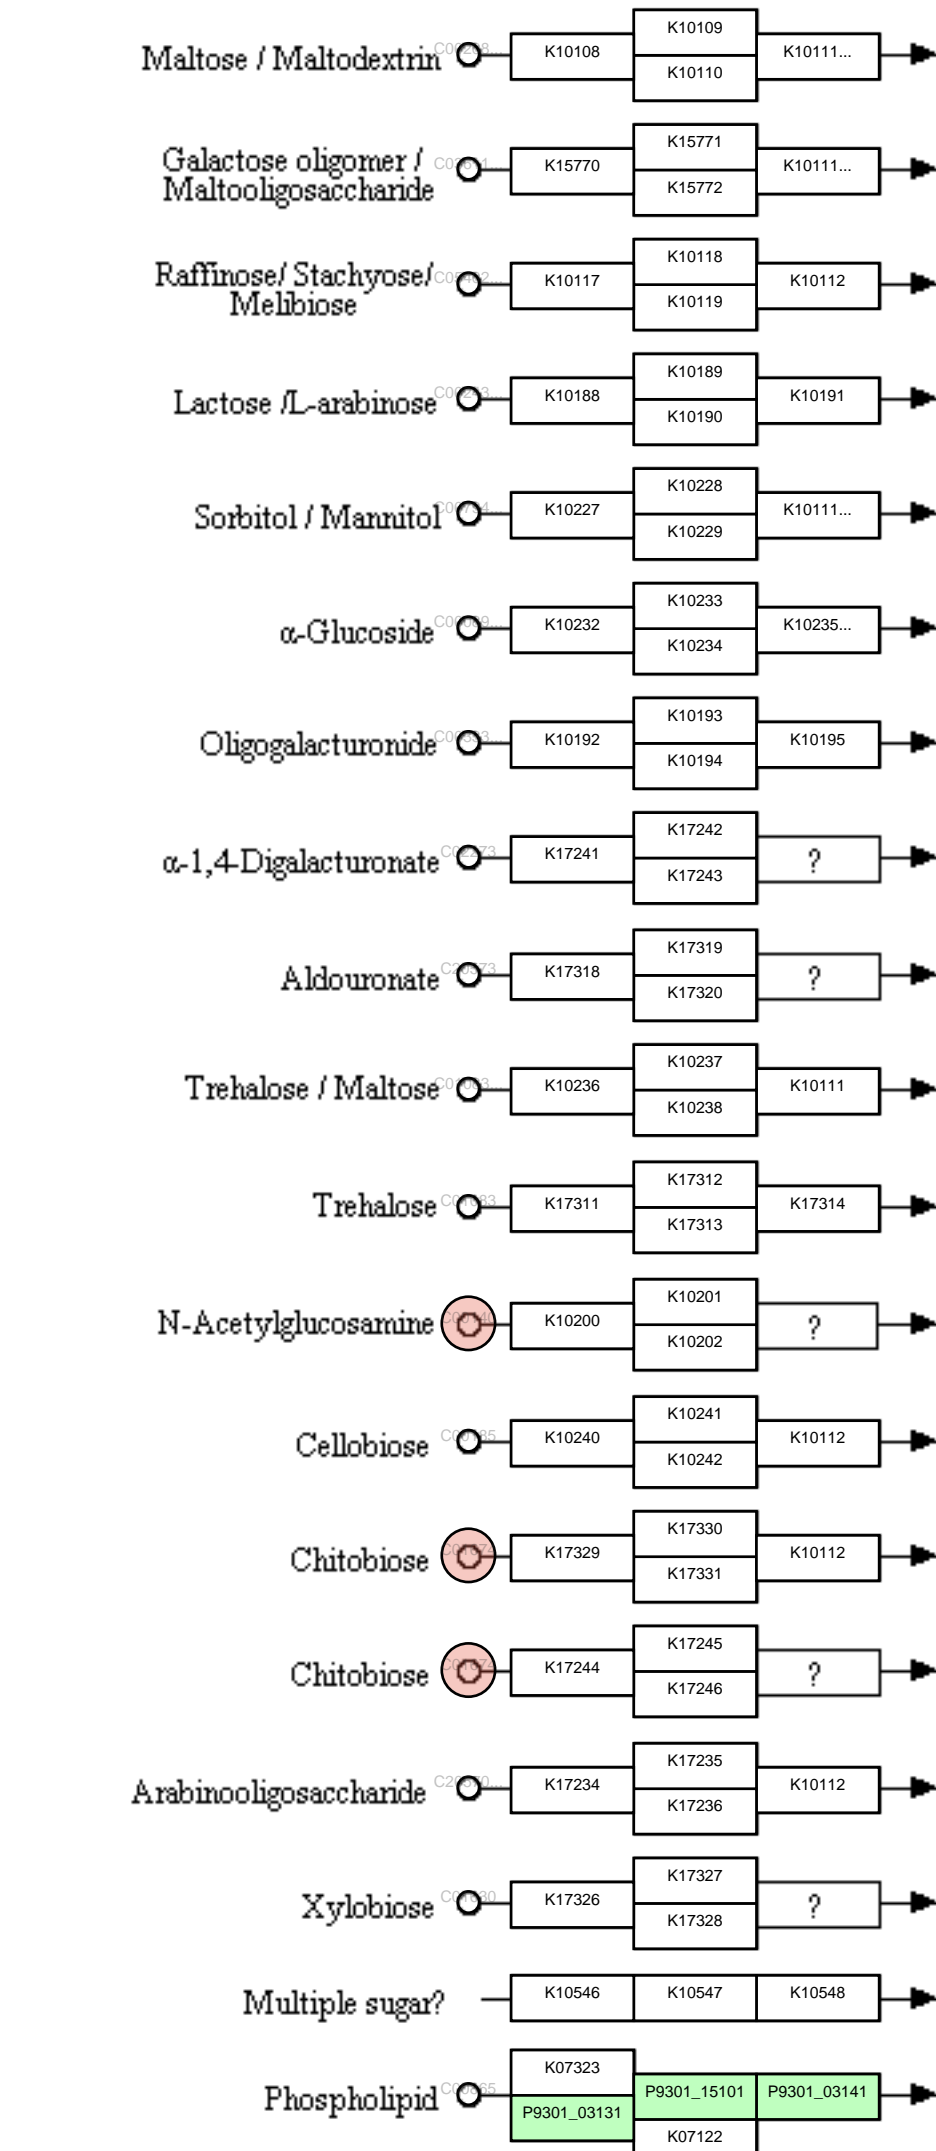 Maltose / Maltodextrin K10108 K10109 K10110 K10111...
Galactose oligomer /
Maltooligosaccharide K15770 K15771 K15772 K10111...
Raffinose/ Stachyose/
Melibiose K10117 K10118 K10119 K10112
Lactose /L-arabinose K10188 K10189 K10190 K10191
Sorbitol / Mannitol K10227 K10228 K10229 K10111...
α-Glucoside K10232 K10233 K10234 K10235...
Oligogalacturonide K10192 K10193 K10194 K10195
α-1,4-Digalacturonate K17241 K17242 K17243 ?
Aldouronate K17318 K17319 K17320 ?
Trehalose / Maltose K10236 K10237 K10238 K10111
Trehalose K17311 K17312 K17313 K17314
N-Acetylglucosamine K10200 K10201 K10202 ?
Cellobiose K10240 K10241 K10242 K10112
Chitobiose K17329 K17330 K17331 K10112
Chitobiose K17244 K17245 K17246 ?
Arabinooligosaccharide K17234 K17235 K17236 K10112
Xylobiose K17326 K17327 K17328 ?
Multiple sugar? K10546 K10547 K10548
Phospholipid K07323 P9301_03131 P9301_15101 K07122 P9301_03141